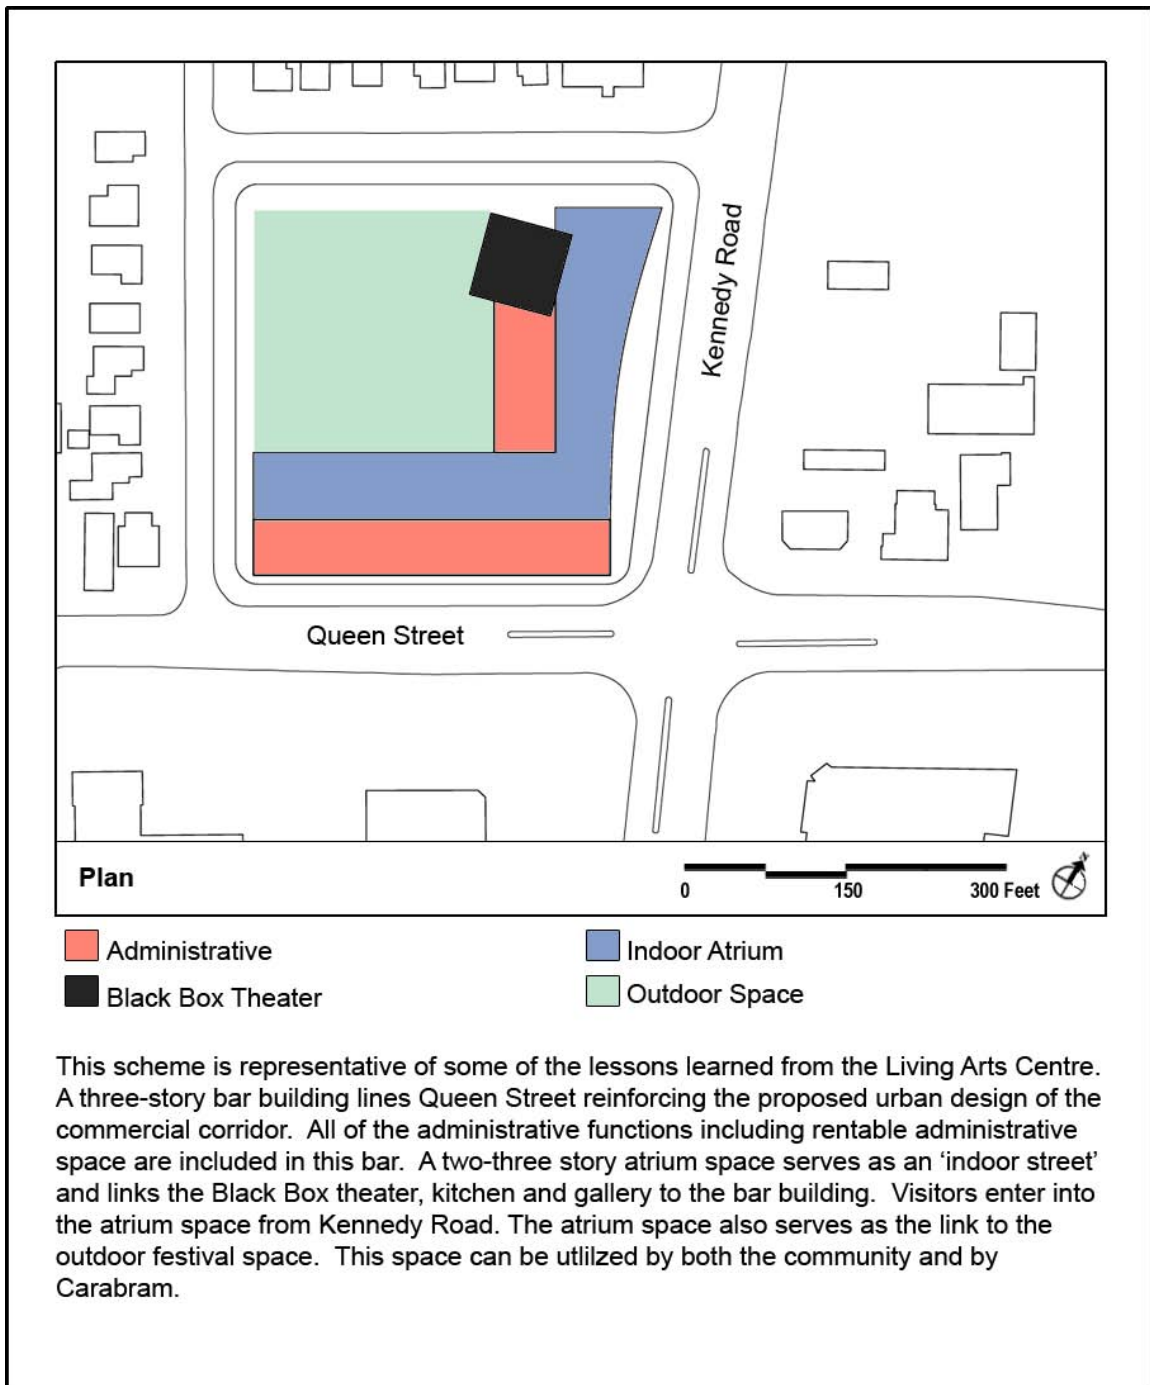 Kennedy Road
Queen Street
Plan
0 150 300 Feet
N
Administrative
Indoor Atrium
Black Box Theater
Outdoor Space
This scheme is representative of some of the lessons learned from the Living Arts Centre.
A three-story bar building lines Queen Street reinforcing the proposed urban design of the
commercial corridor.  All of the administrative functions including rentable administrative
space are included in this bar.  A two-three story atrium space serves as an ‘indoor street’
and links the Black Box theater, kitchen and gallery to the bar building.  Visitors enter into
the atrium space from Kennedy Road. The atrium space also serves as the link to the
outdoor festival space.  This space can be utlilzed by both the community and by
Carabram.